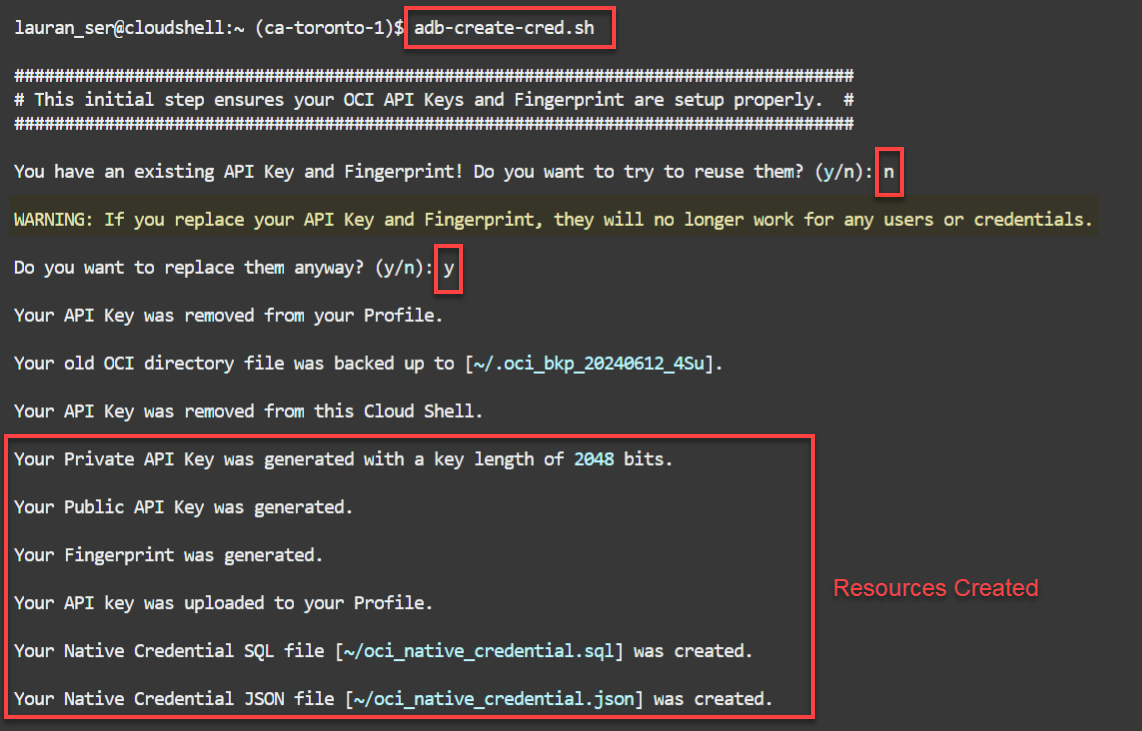 lauran_ser@cloudshell:~ (ca-toronto-1)$ adb-create-cred.sh
####################################################################################
# This initial step ensures your OCI API Keys and Fingerprint are setup properly.  #
####################################################################################
You have an existing API Key and Fingerprint! Do you want to try to reuse them? (y/n): n
WARNING: If you replace your API Key and Fingerprint, they will no longer work for any users or credentials.
Do you want to replace them anyway? (y/n): y
Your API Key was removed from your Profile.
Your old OCI directory file was backed up to [~/.oci_bkp_20240612_4Su].
Your API Key was removed from this Cloud Shell.
Your Private API Key was generated with a key length of 2048 bits.
Your Public API Key was generated.
Your Fingerprint was generated.
Your API key was uploaded to your Profile.
Resources Created
Your Native Credential SQL file [~/oci_native_credential.sql] was created.
Your Native Credential JSON file [~/oci_native_credential.json] was created.